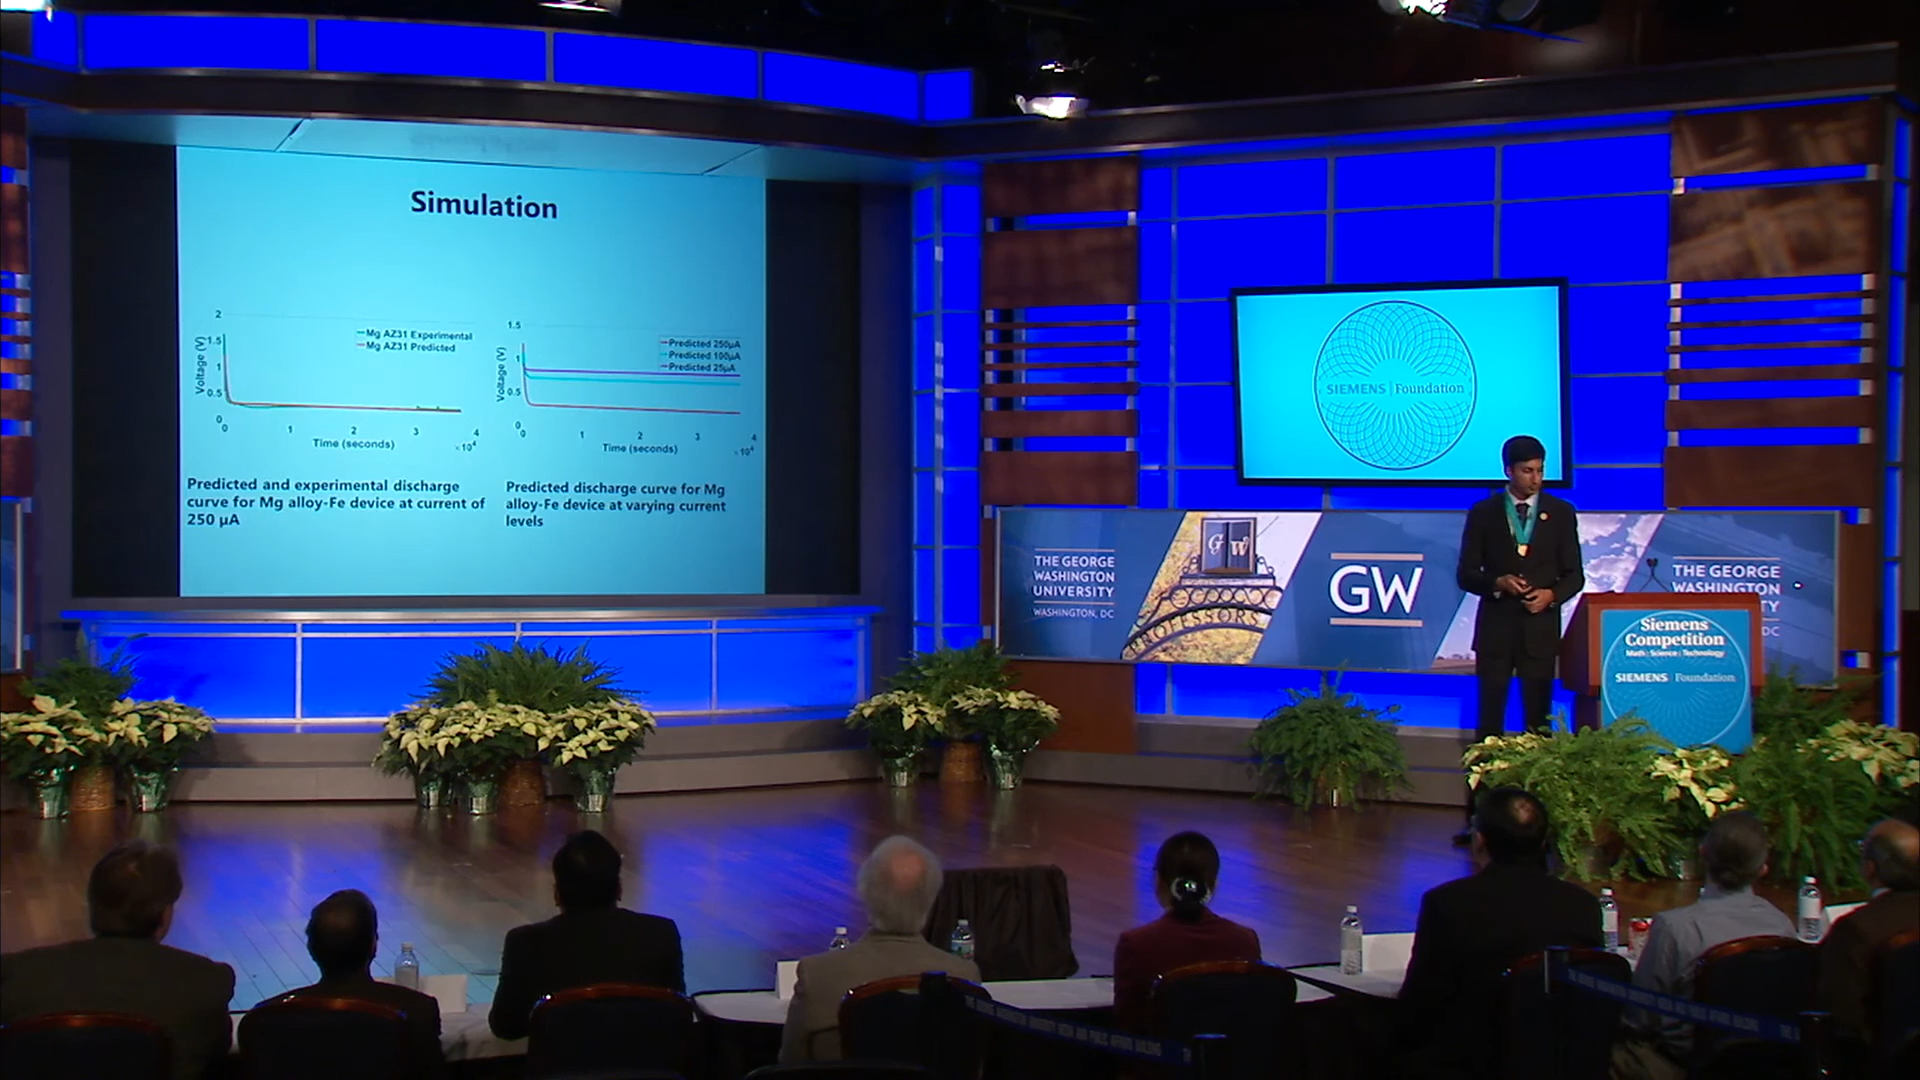 Simulation
2
1.5
1
0.5
0
Voltage (V)
Mg AZ31 Experimental
Mg AZ31 Predicted
0 1 2 3 4
Time (seconds)
×10⁴
1.5
1
0.5
0
Voltage (V)
Predicted 250µA
Predicted 100µA
Predicted 25µA
0 1 2 3 4
Time (seconds)
×10⁴
Predicted and experimental discharge
curve for Mg alloy-Fe device at current of
250 µA
Predicted discharge curve for Mg
alloy-Fe device at varying current
levels
SIEMENS | Foundation
THE GEORGE
WASHINGTON
UNIVERSITY
WASHINGTON, DC
G W
PROFESSORS
GW
THE GEORGE
WASHINGTON
TY
DC
Siemens
Competition
Math | Science | Technology
SIEMENS | Foundation